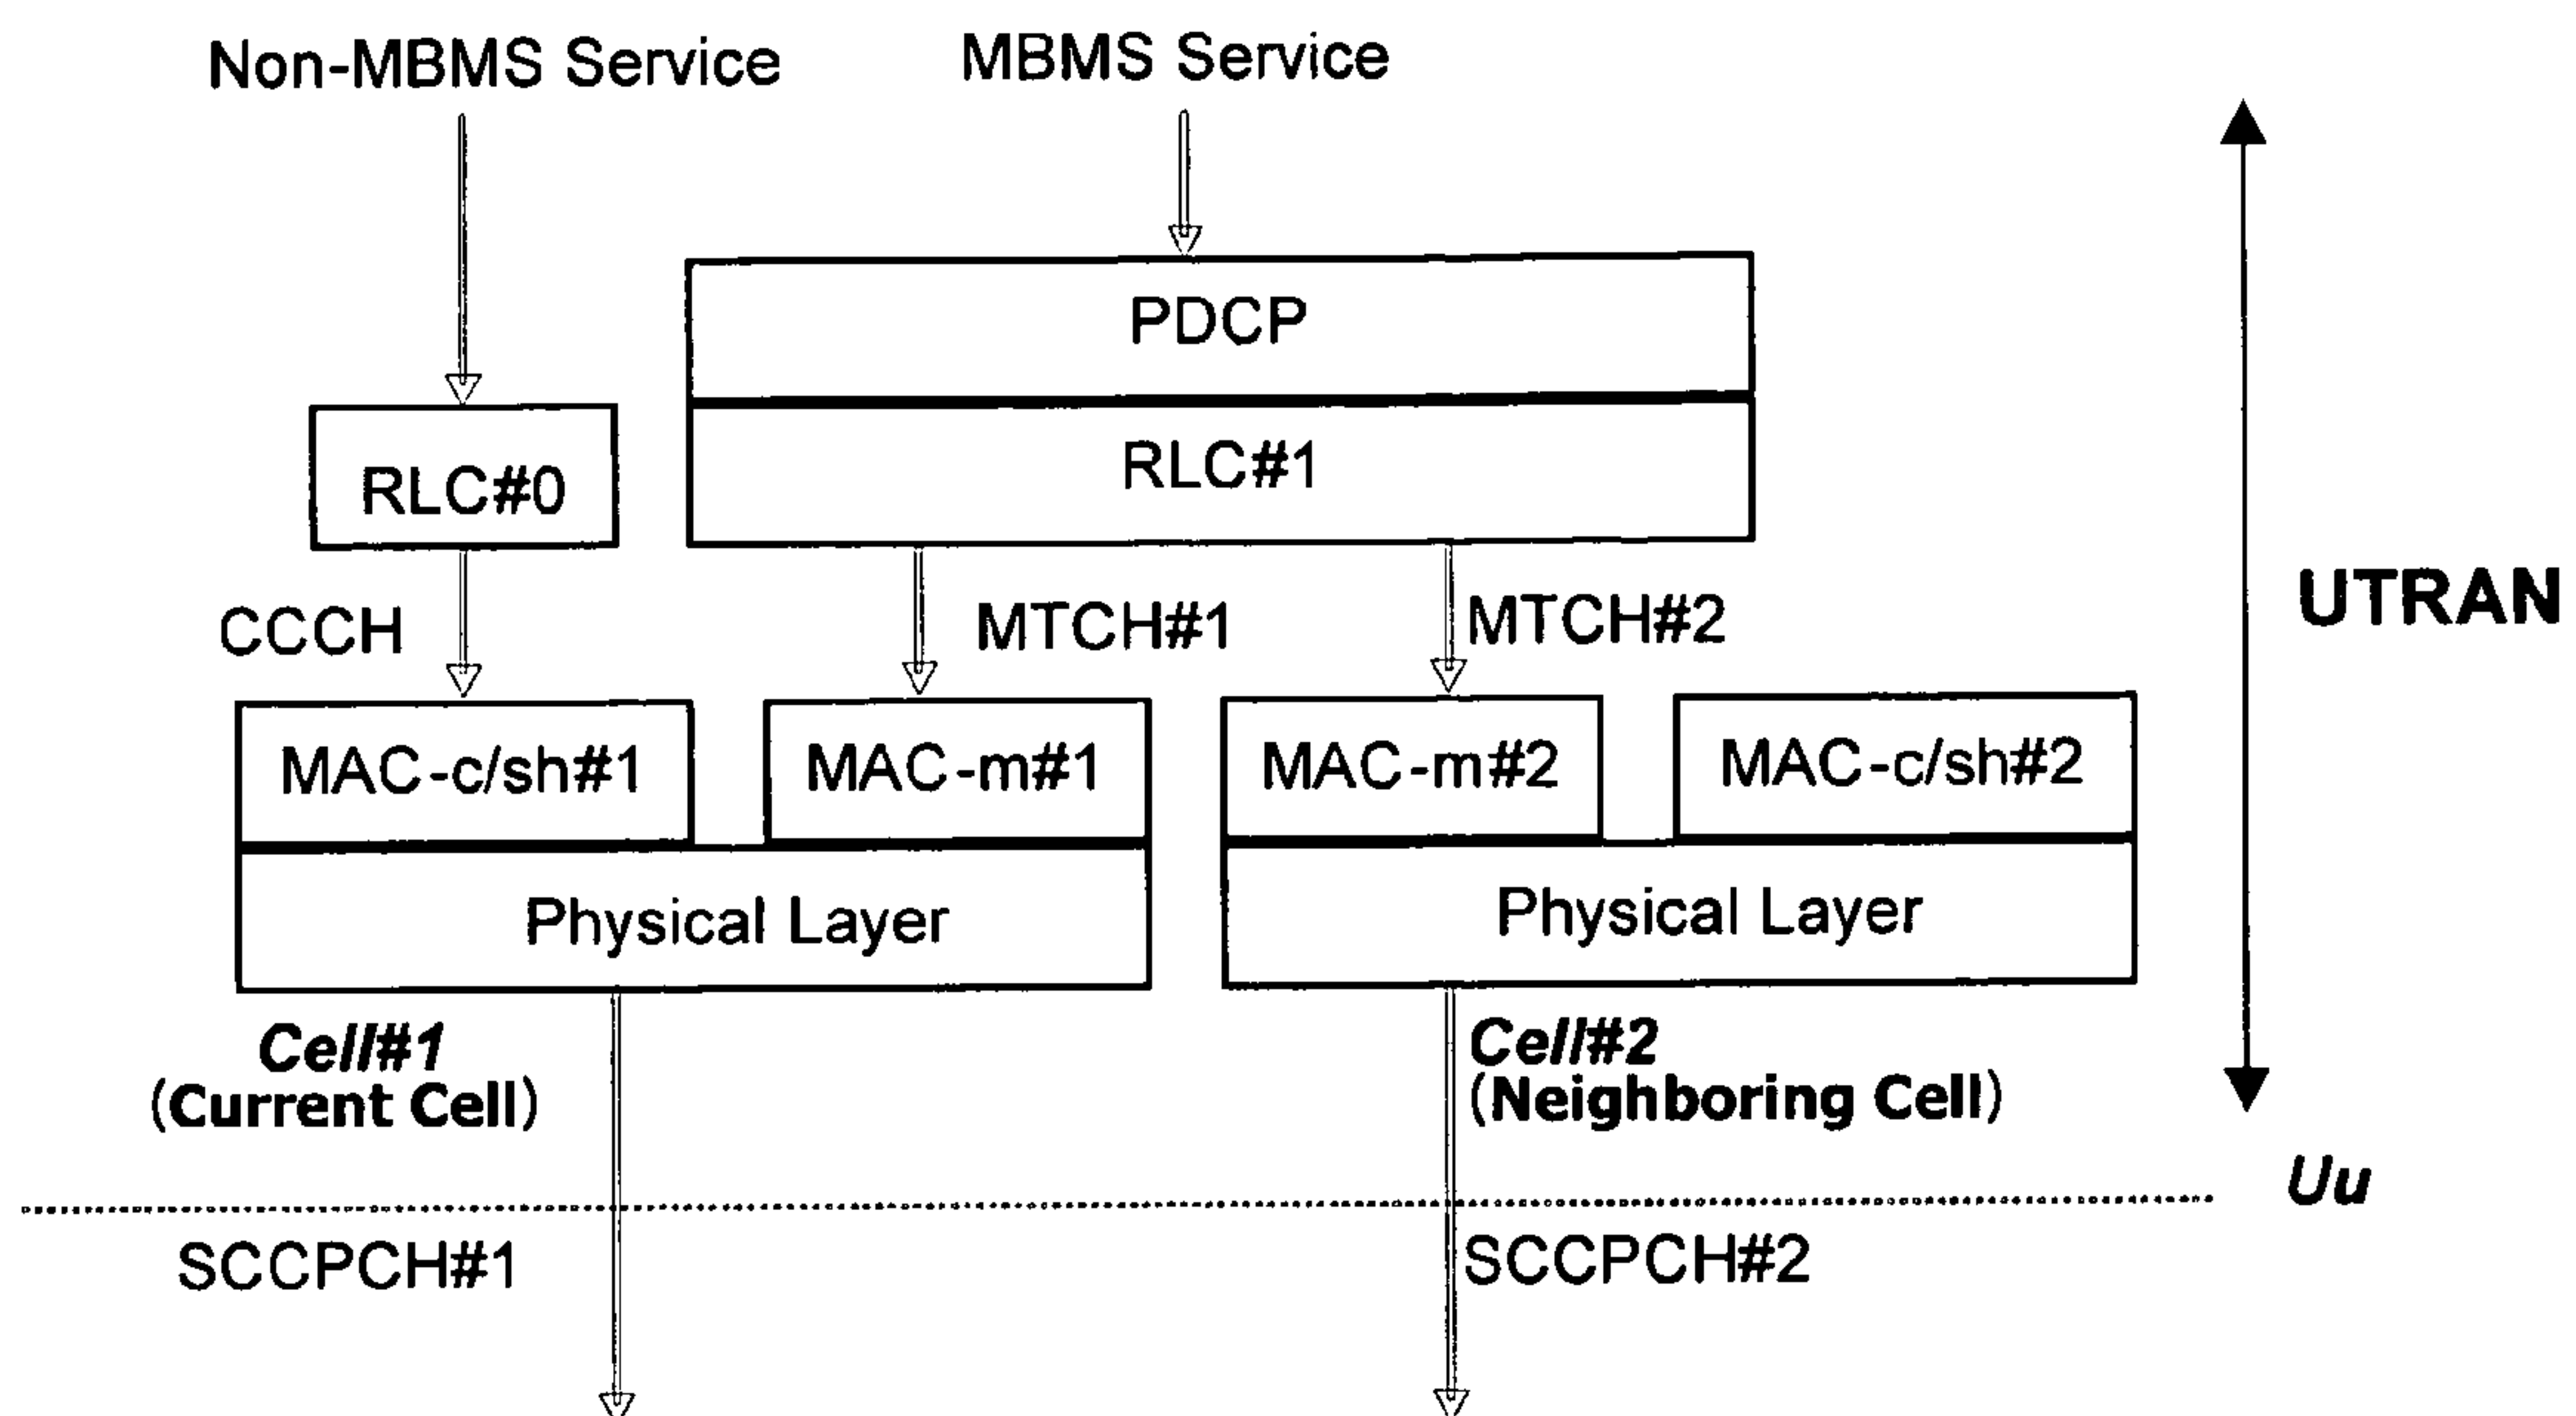 Non-MBMS Service
MBMS Service
PDCP
RLC#0
RLC#1
CCCH
MTCH#1
MTCH#2
UTRAN
MAC-c/sh#1
MAC-m#1
MAC-m#2
MAC-c/sh#2
Physical Layer
Physical Layer
Cell#1
(Current Cell)
Cell#2
(Neighboring Cell)
Uu
SCCPCH#1
SCCPCH#2